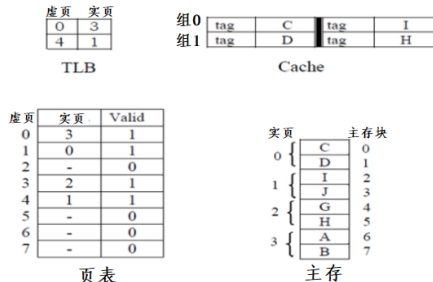 虚页 实页
0 3
4 1
TLB
组0 tag C tag I
组1 tag D tag H
Cache
虚页 实页 Valid
0 3 1
1 0 1
2 - 0
3 2 1
4 1 1
5 - 0
6 - 0
7 - 0
页表
实页 主存块
0 C 0
D 1
1 I 2
J 3
2 G 4
H 5
3 A 6
B 7
主存